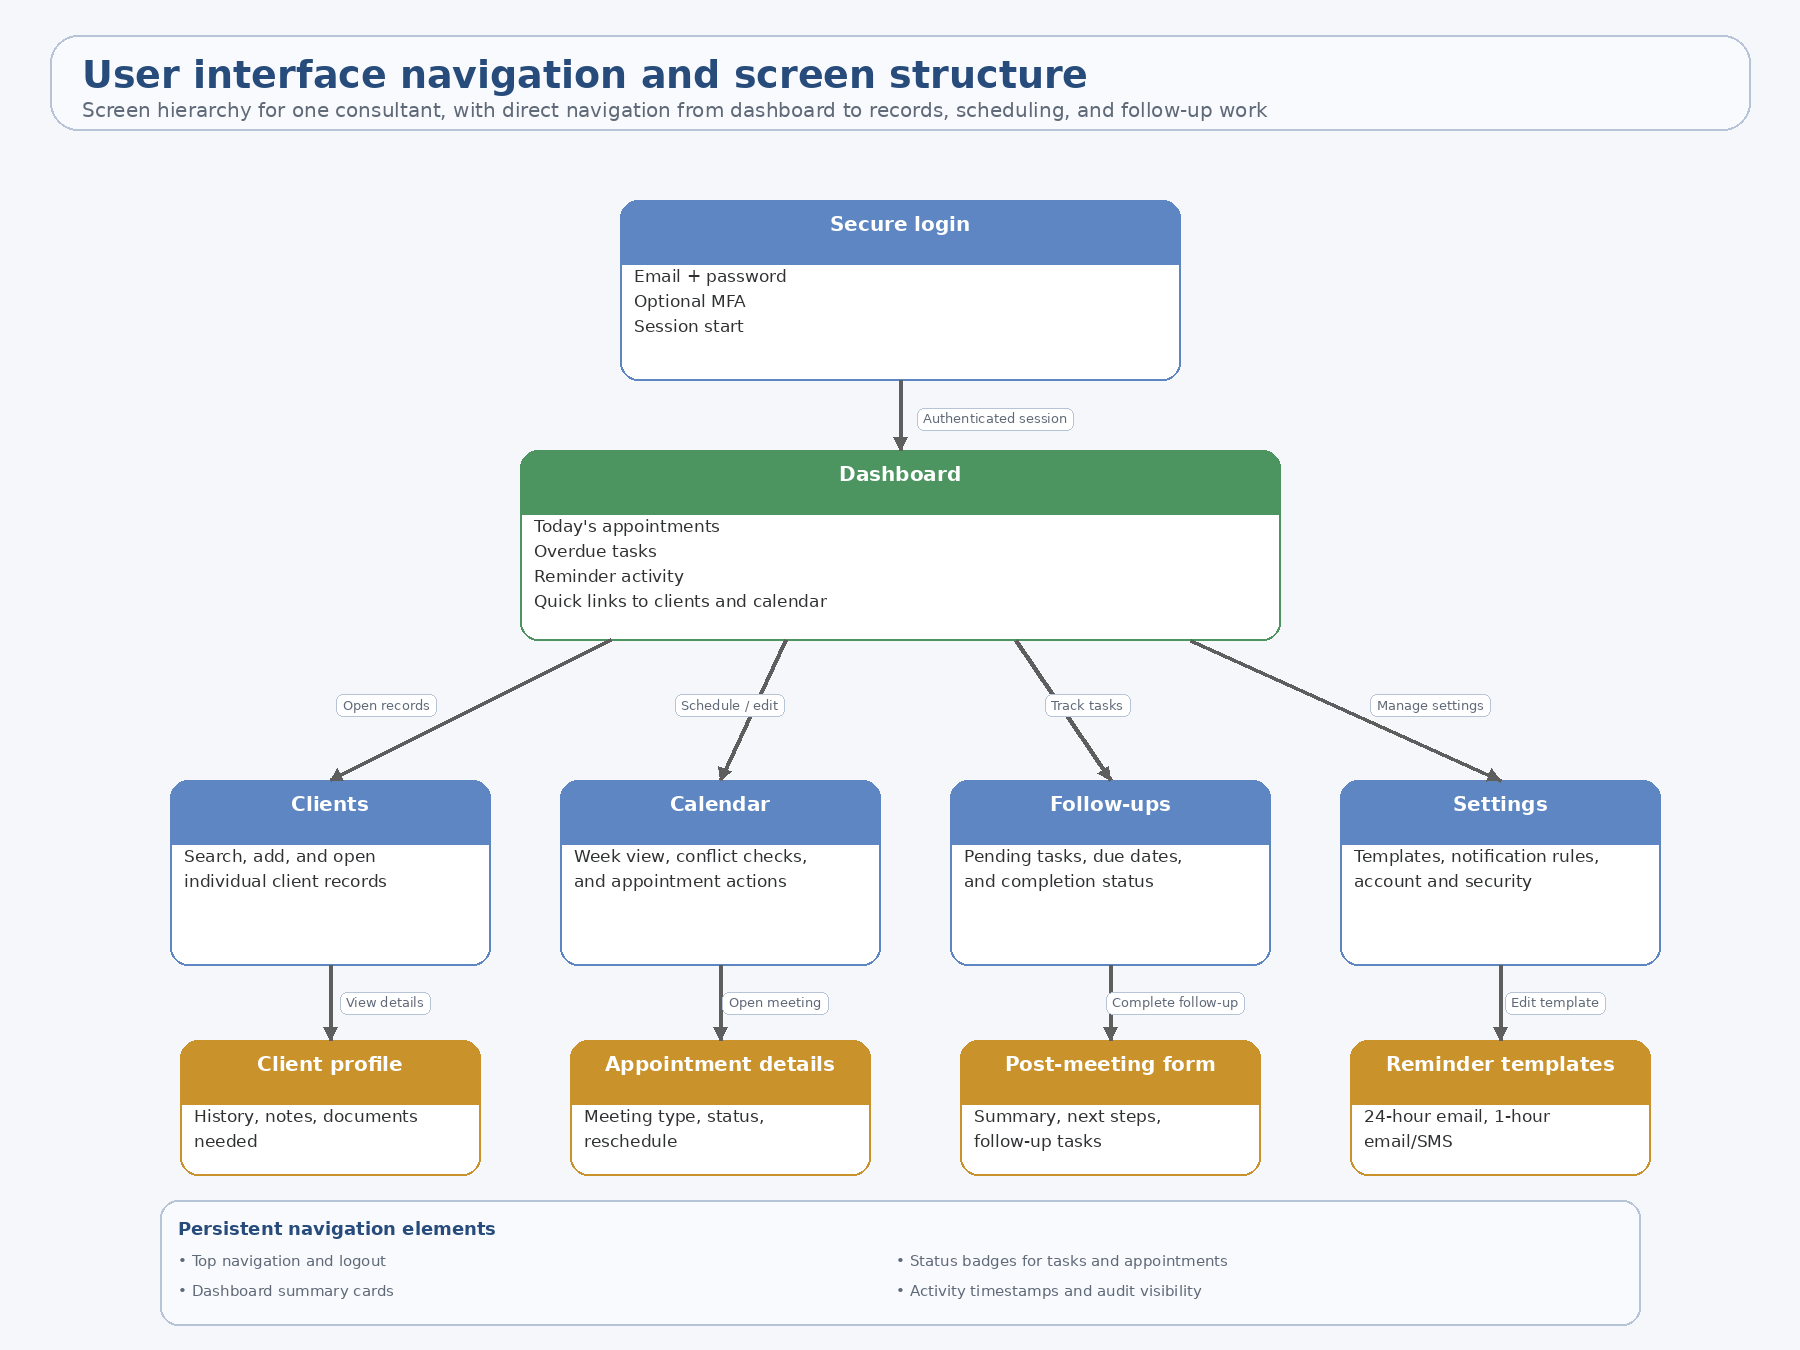 User interface navigation and screen structure
Screen hierarchy for one consultant, with direct navigation from dashboard to records, scheduling, and follow-up work
Secure login
Email + password
Optional MFA
Session start
Authenticated session
Dashboard
Today's appointments
Overdue tasks
Reminder activity
Quick links to clients and calendar
Open records
Schedule / edit
Track tasks
Manage settings
Clients
Search, add, and open
individual client records
Calendar
Week view, conflict checks,
and appointment actions
Follow-ups
Pending tasks, due dates,
and completion status
Settings
Templates, notification rules,
account and security
View details
Open meeting
Complete follow-up
Edit template
Client profile
History, notes, documents
needed
Appointment details
Meeting type, status,
reschedule
Post-meeting form
Summary, next steps,
follow-up tasks
Reminder templates
24-hour email, 1-hour
email/SMS
Persistent navigation elements
• Top navigation and logout
• Dashboard summary cards
• Status badges for tasks and appointments
• Activity timestamps and audit visibility